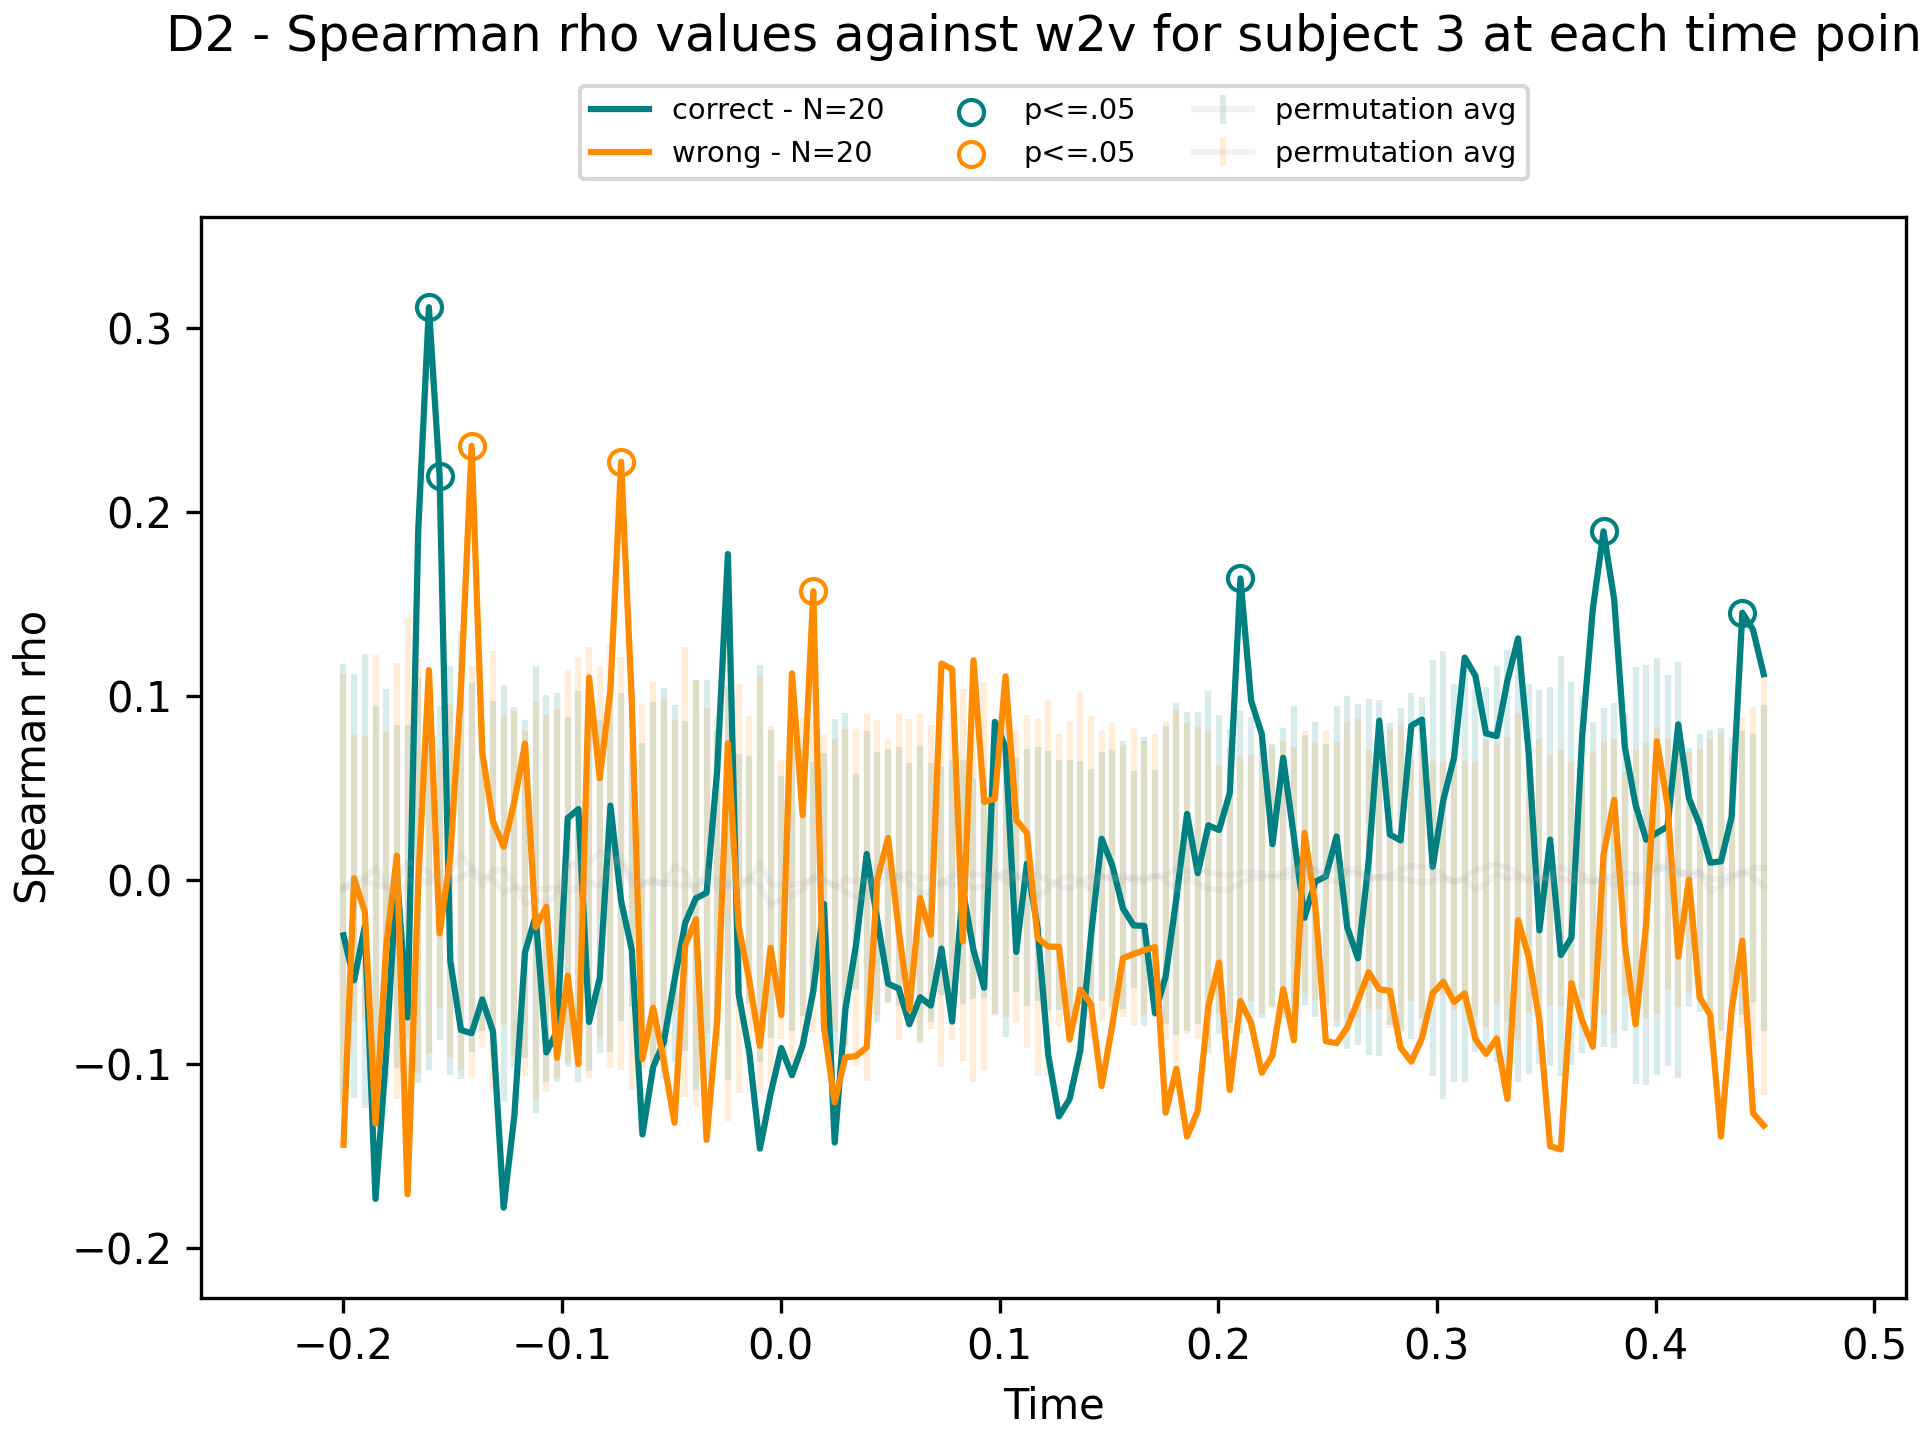 D2 - Spearman rho values against w2v for subject 3 at each time poin
correct - N=20
wrong - N=20
p<=.05
p<=.05
permutation avg
permutation avg
Spearman rho
0.3
0.2
0.1
0.0
−0.1
−0.2
−0.2
−0.1
0.0
0.1
0.2
0.3
0.4
0.5
Time